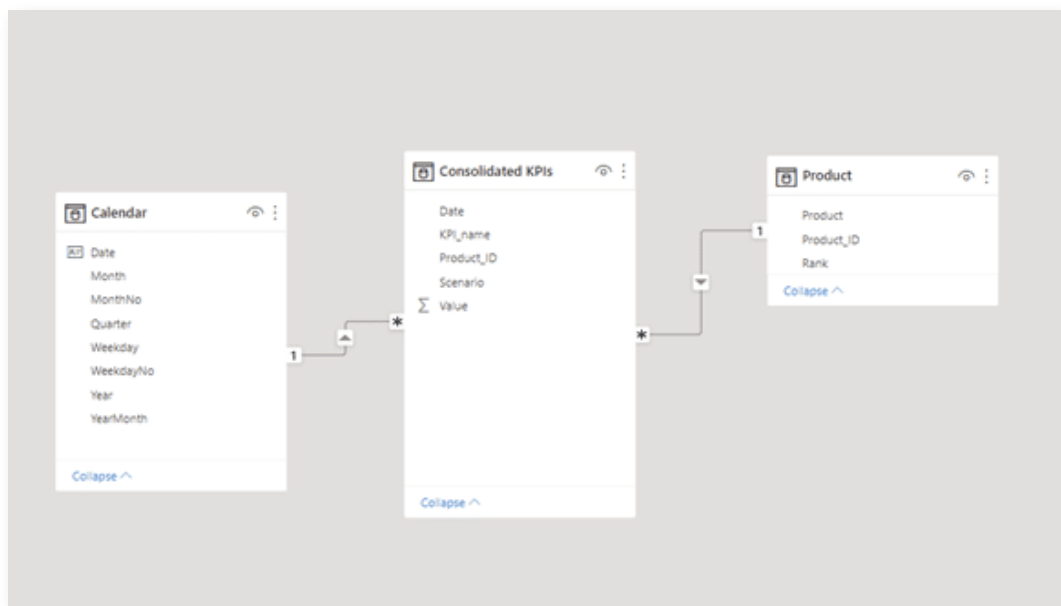 Calendar
Date
Month
MonthNo
Quarter
Weekday
WeekdayNo
Year
YearMonth
Collapse
1
*
Consolidated KPIs
Date
KPI_name
Product_ID
Scenario
Value
Collapse
*
1
Product
Product
Product_ID
Rank
Collapse